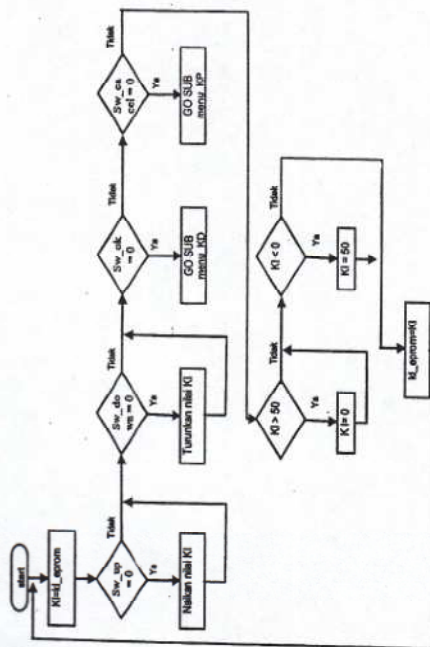 start
KI=ki_eprom
Sw_up
= 0
Tidak
Ya
Naikan nilai KI
Sw_do
wn = 0
Tidak
Ya
Turunkan nilai KI
Sw_ok
= 0
Tidak
Ya
GO SUB
menu_KD
Sw_ca
cel = 0
Tidak
Ya
GO SUB
menu_KP
KI > 50
Tidak
Ya
KI = 0
KI < 0
Tidak
Ya
KI = 50
ki_eprom=KI